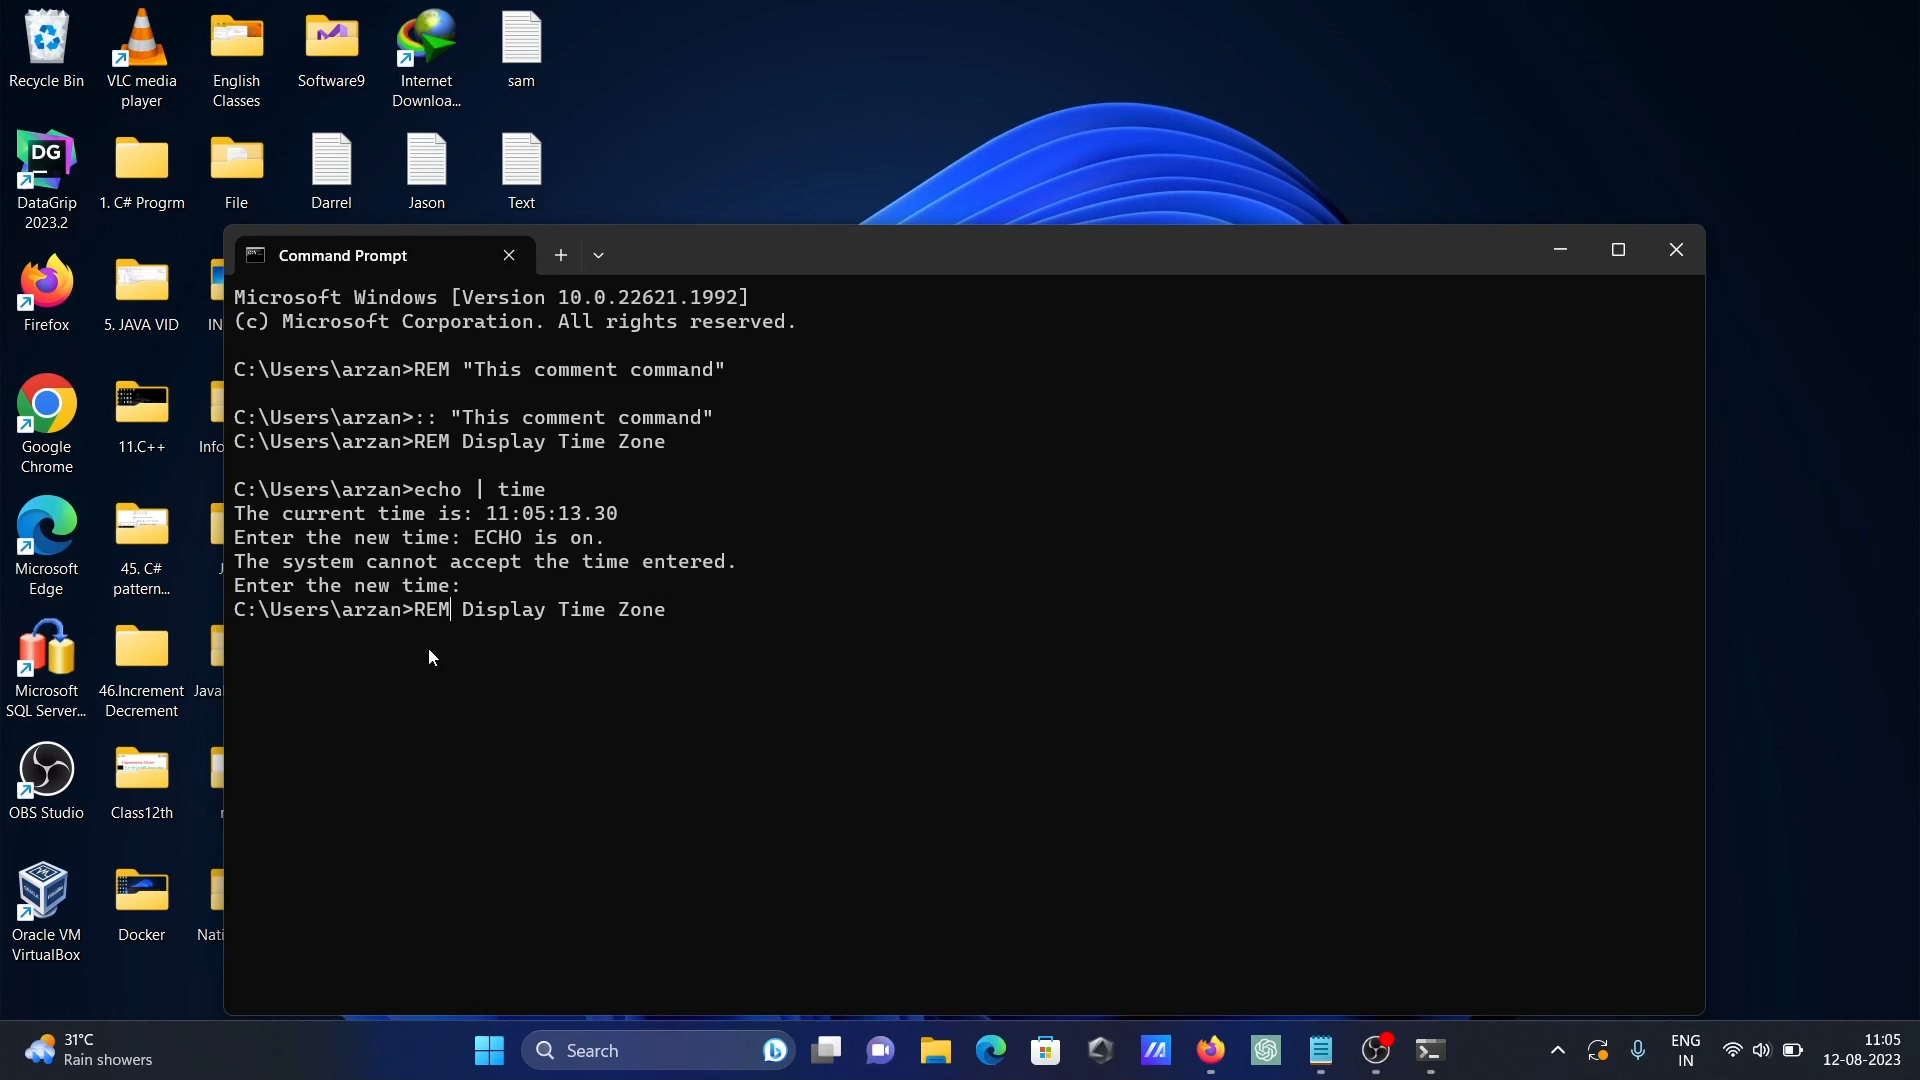 Recycle Bin
VLC media
player
English
Classes
Software9
Internet
Downloa...
sam
DG
DataGrip
2023.2
1. C# Progrm
File
Darrel
Jason
Text
Command Prompt
Microsoft Windows [Version 10.0.22621.1992]
(c) Microsoft Corporation. All rights reserved.
C:\Users\arzan>REM "This comment command"
C:\Users\arzan>:: "This comment command"
C:\Users\arzan>REM Display Time Zone
C:\Users\arzan>echo | time
The current time is: 11:05:13.30
Enter the new time: ECHO is on.
The system cannot accept the time entered.
Enter the new time:
C:\Users\arzan>REM Display Time Zone
Firefox
5. JAVA VID
IN
Google
Chrome
11.C++
Info
Microsoft
Edge
45. C#
pattern...
J
Microsoft
SQL Server...
46.Increment
Decrement
Java
OBS Studio
Class12th
Oracle VM
VirtualBox
Docker
Nati
31°C
Rain showers
Search
ENG
IN
11:05
12-08-2023